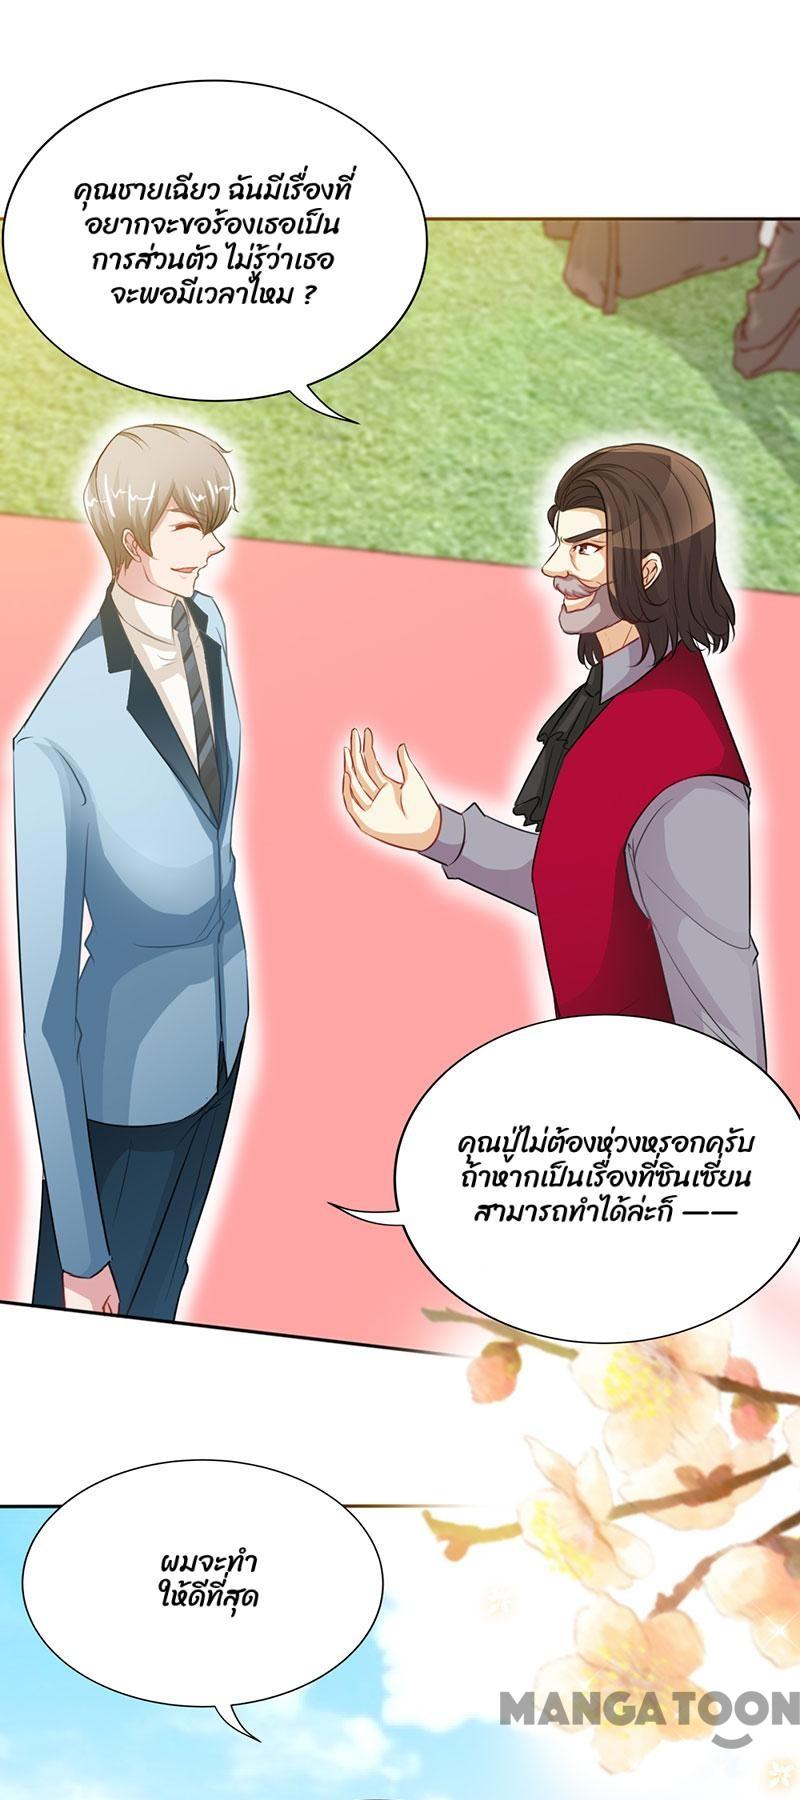 คุณชายเฉียว ฉันมีเรื่องที่
อยากจะขอร้องเธอเป็น
การส่วนตัว ไม่รู้ว่าเธอ
จะพอมีเวลาไหม ?
คุณปู่ไม่ต้องห่วงหรอกครับ
ถ้าหากเป็นเรื่องที่ซินเซี่ยน
สามารถทำได้ล่ะก็ ——
ผมจะทำ
ให้ดีที่สุด
MANGATOON